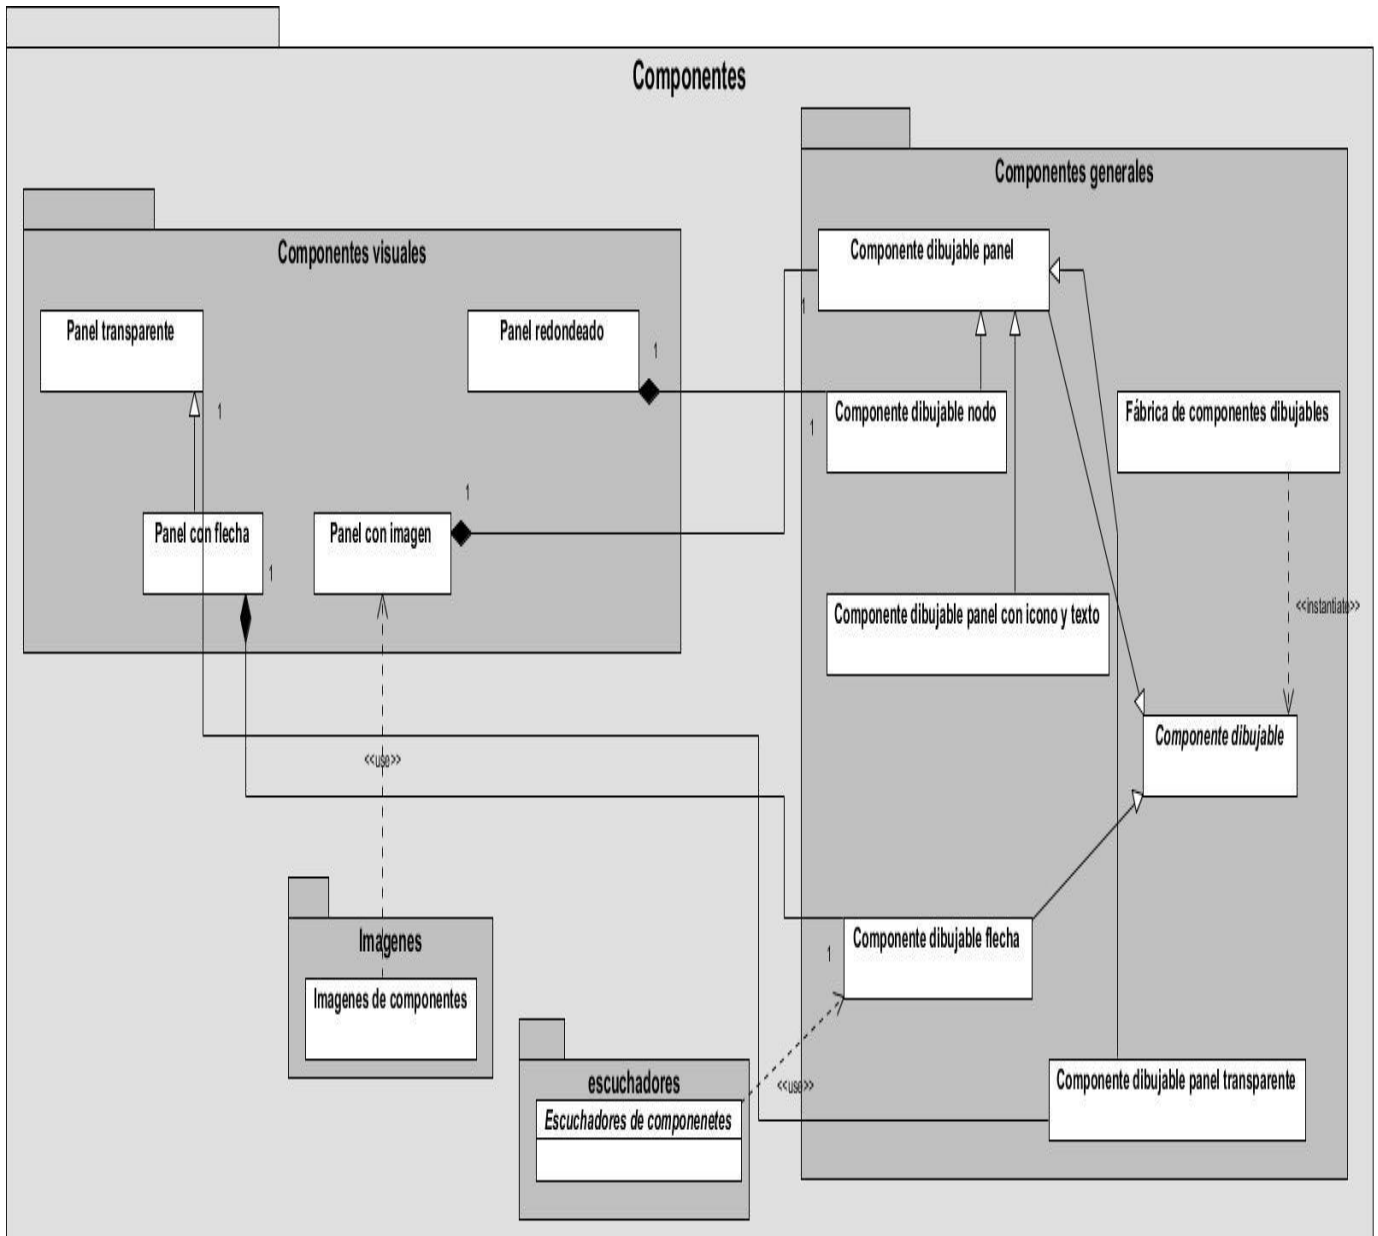 Componentes
Componentes generales
Componentes visuales
Componente dibujable panel
1
Panel transparente
Panel redondeado
1
1
Componente dibujable nodo
1
Fábrica de componentes dibujables
1
Panel con flecha
1
Panel con imagen
1
Componente dibujable panel con icono y texto
<<instantiate>>
Componente dibujable
<<use>>
Imagenes
Imagenes de componentes
Componente dibujable flecha
1
escuchadores
Escuchadores de componenetes
<<use>>
Componente dibujable panel transparente